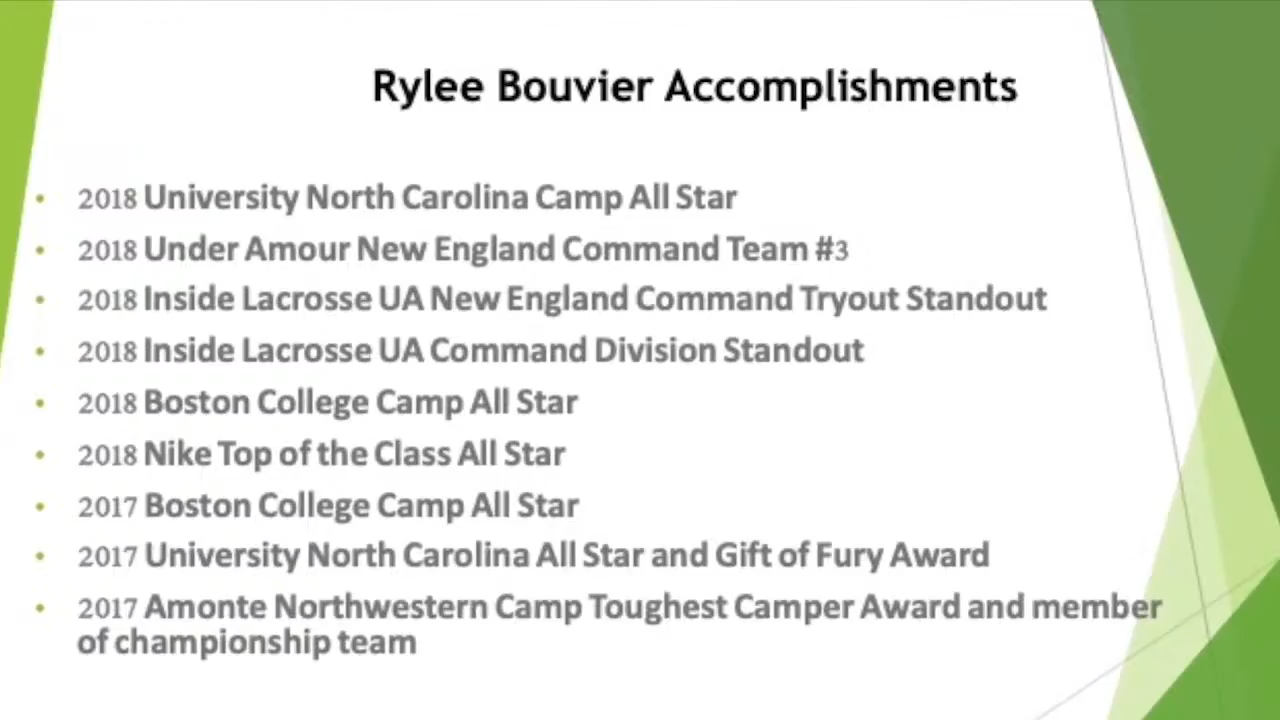 Rylee Bouvier Accomplishments
• 2018 University North Carolina Camp All Star
• 2018 Under Amour New England Command Team #3
• 2018 Inside Lacrosse UA New England Command Tryout Standout
• 2018 Inside Lacrosse UA Command Division Standout
• 2018 Boston College Camp All Star
• 2018 Nike Top of the Class All Star
• 2017 Boston College Camp All Star
• 2017 University North Carolina All Star and Gift of Fury Award
• 2017 Amonte Northwestern Camp Toughest Camper Award and member
of championship team